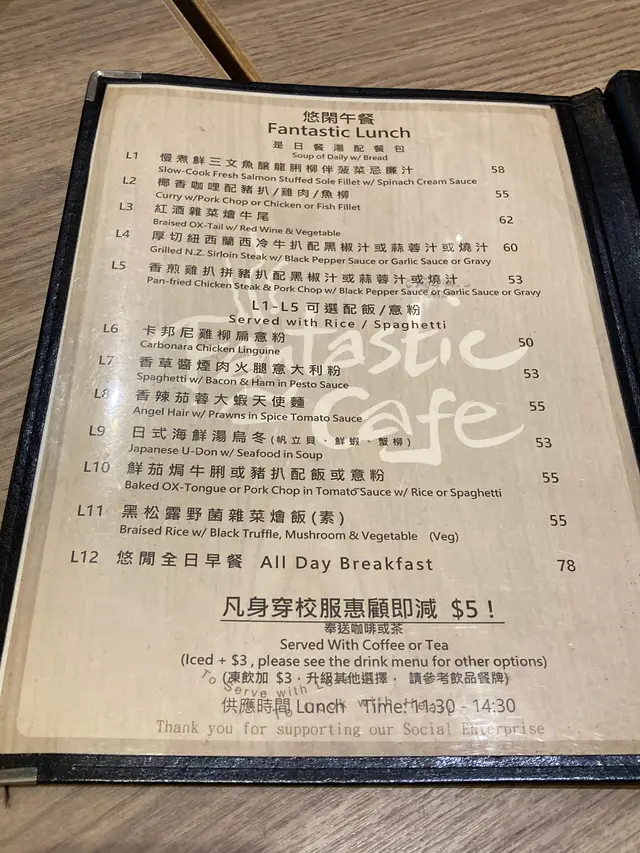 悠閑午餐
Fantastic Lunch
是日餐湯配餐包
Soup of Daily w/ Bread
L1 慢煮鮮三文魚釀龍脷柳伴菠菜忌廉汁 58
Slow-Cook Fresh Salmon Stuffed Sole Fillet w/ Spinach Cream Sauce
L2 椰香咖哩配豬扒/雞肉/魚柳 55
Curry w/Pork Chop or Chicken or Fish Fillet
L3 紅酒雜菜燴牛尾 62
Braised OX-Tail w/ Red Wine & Vegetable
L4 厚切紐西蘭西冷牛扒配黑椒汁或蒜蓉汁或燒汁 60
Grilled N.Z. Sirloin Steak w/ Black Pepper Sauce or Garlic Sauce or Gravy
L5 香煎雞扒拼豬扒配黑椒汁或蒜蓉汁或燒汁 53
Pan-fried Chicken Steak & Pork Chop w/ Black Pepper Sauce or Garlic Sauce or Gravy
L1-L5 可選配飯/意粉
Served with Rice / Spaghetti
L6 卡邦尼雞柳扁意粉 50
Carbonara Chicken Linguine
L7 香草醬煙肉火腿意大利粉 53
Spaghetti w/ Bacon & Ham in Pesto Sauce
L8 香辣茄蓉大蝦天使麵 55
Angel Hair w/ Prawns in Spice Tomato Sauce
Fantastic
Cafe
L9 日式海鮮湯烏冬(帆立貝、鮮蝦、蟹柳) 53
Japanese U-Don w/ Seafood in Soup
L10 鮮茄焗牛脷或豬扒配飯或意粉 55
Baked OX-Tongue or Pork Chop in Tomato Sauce w/ Rice or Spaghetti
L11 黑松露野菌雜菜燴飯(素) 55
Braised Rice w/ Black Truffle, Mushroom & Vegetable (Veg)
L12 悠閒全日早餐 All Day Breakfast 78
凡身穿校服惠顧即減 $5！
奉送咖啡或茶
Served With Coffee or Tea
(Iced + $3 , please see the drink menu for other options)
(凍飲加 $3﹐升級其他選擇﹐ 請參考飲品餐牌)
To Serve with
供應時間 Lunch Time: 11:30 - 14:30
Thank you for supporting our Social Enterprise